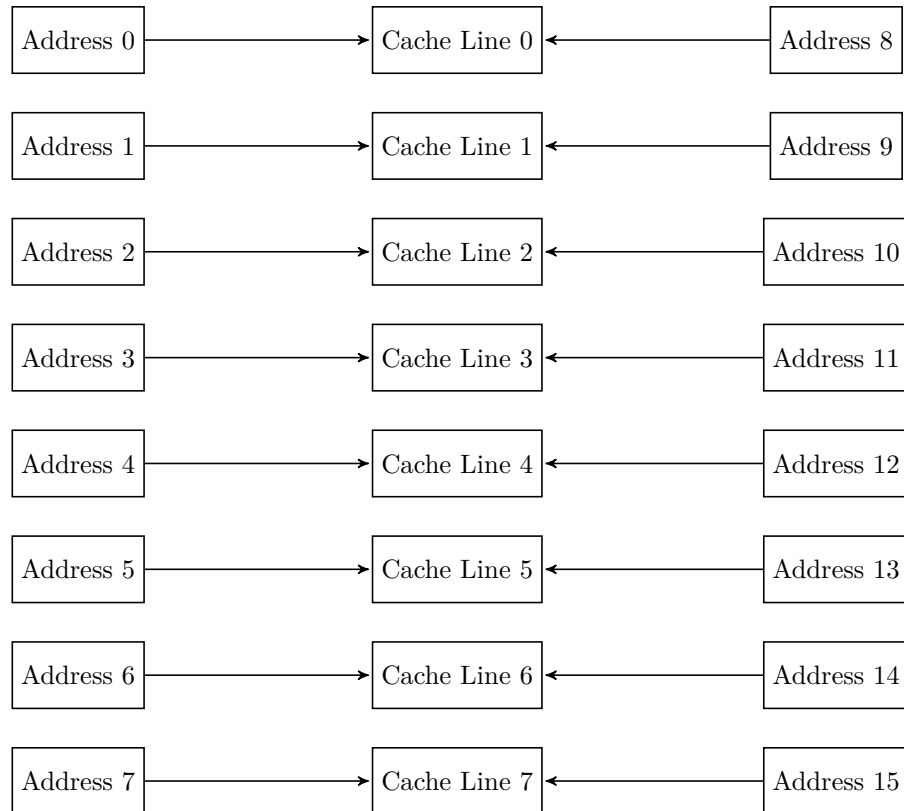 Address 0 Cache Line 0 Address 8
Address 1 Cache Line 1 Address 9
Address 2 Cache Line 2 Address 10
Address 3 Cache Line 3 Address 11
Address 4 Cache Line 4 Address 12
Address 5 Cache Line 5 Address 13
Address 6 Cache Line 6 Address 14
Address 7 Cache Line 7 Address 15